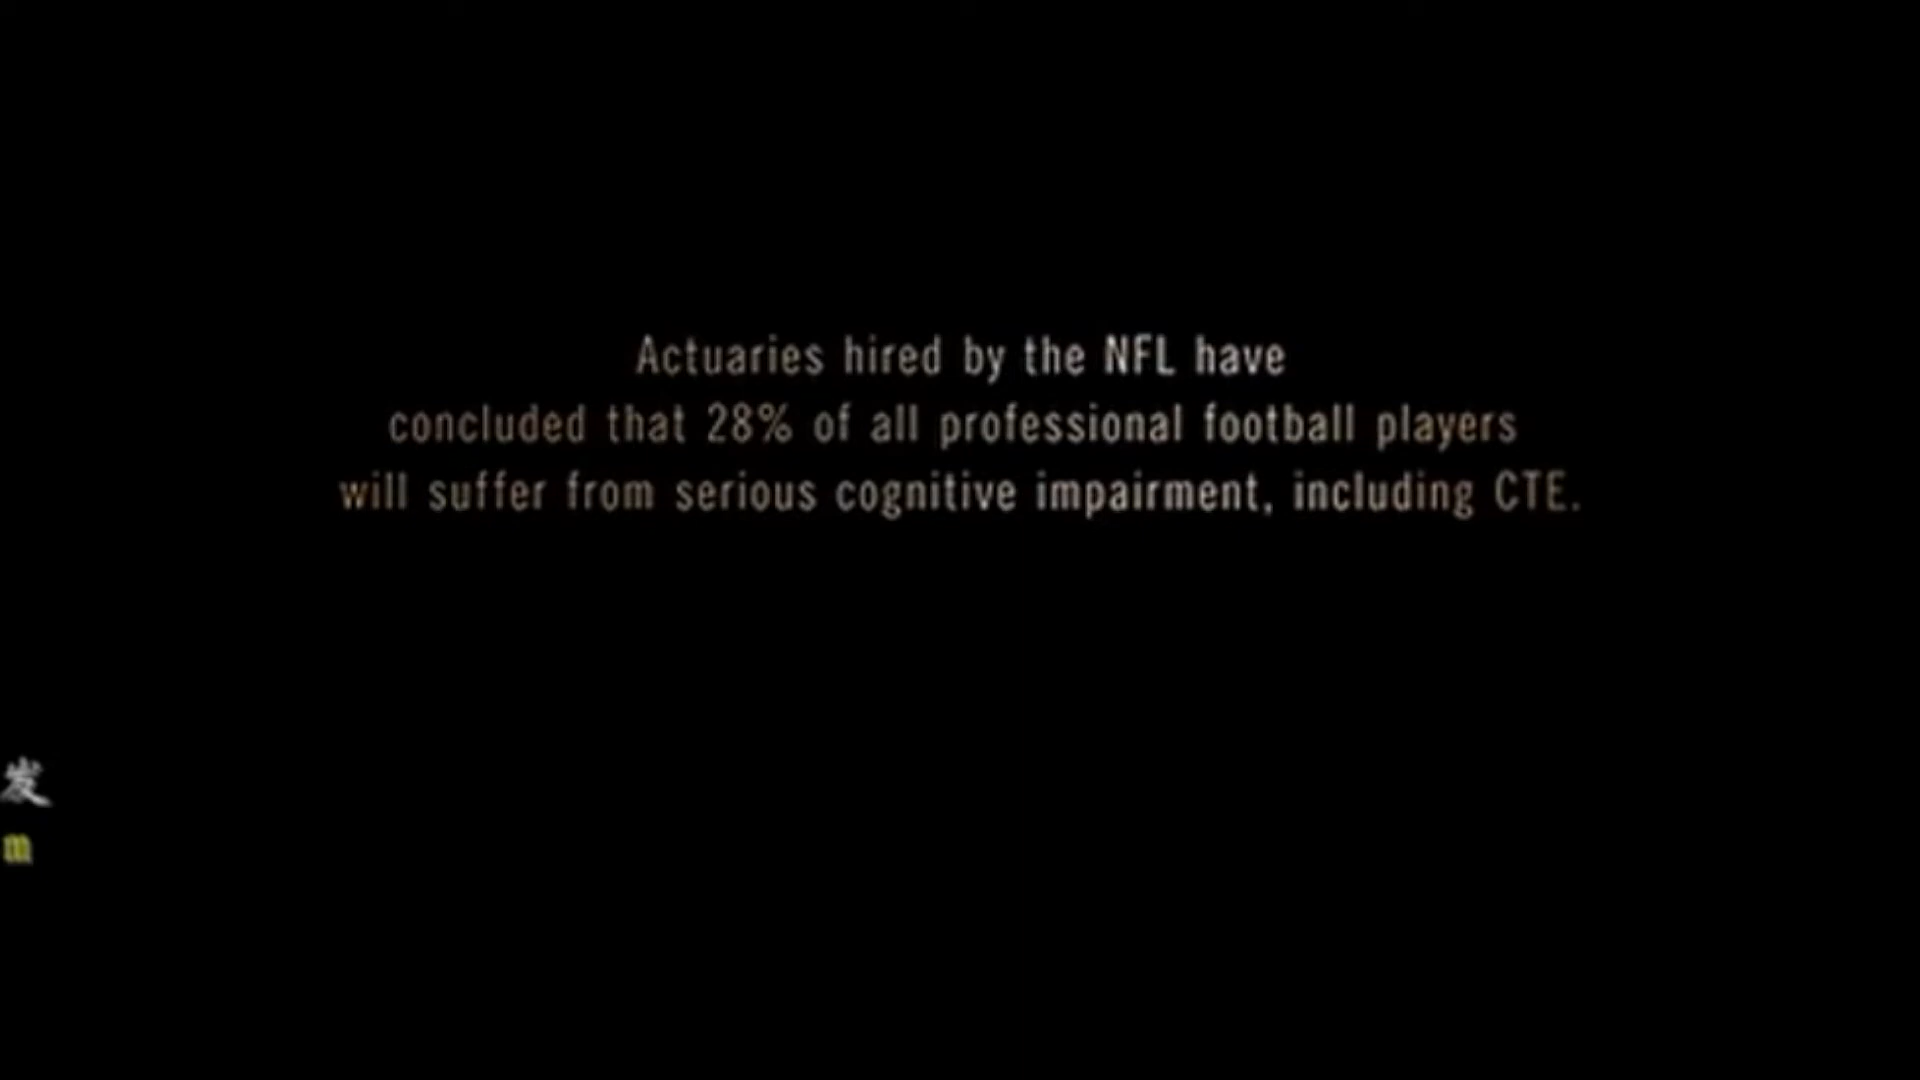 Actuaries hired by the NFL have
concluded that 28% of all professional football players
will suffer from serious cognitive impairment, including CTE.
发
m